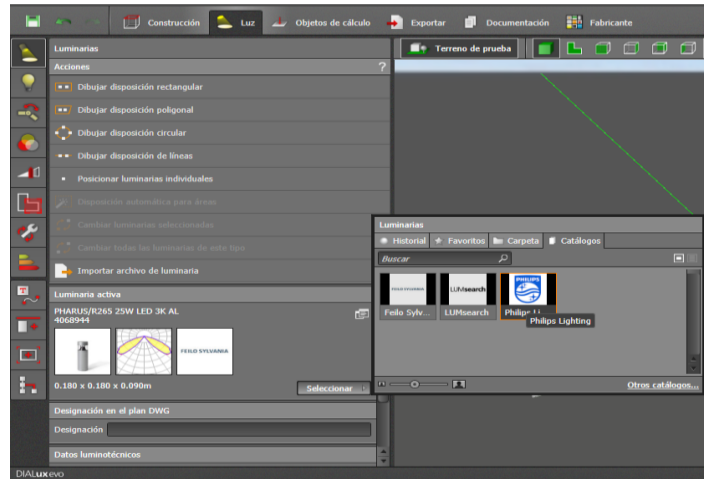 Construcción Luz Objetos de cálculo Exportar Documentación Fabricante
Luminarias
Acciones ?
Dibujar disposición rectangular
Dibujar disposición poligonal
Dibujar disposición circular
Dibujar disposición de líneas
Posicionar luminarias individuales
Disposición automática para áreas
Cambiar luminarias seleccionadas
Cambiar todas las luminarias de este tipo
Importar archivo de luminaria
Luminaria activa
PHARUS/R265 25W LED 3K AL
4068944
FEILO SYLVANIA
0.180 x 0.180 x 0.090m
Seleccionar
Designación en el plan DWG
Designación
Datos luminotécnicos
DIALux evo
Terreno de prueba
Luminarias
Historial Favoritos Carpeta Catálogos
Buscar
FEILO SYLVANIA LUMsearch PHILIPS
Feilo Sylv... LUMsearch Philips Li...
Philips Lighting
Otros catálogos...